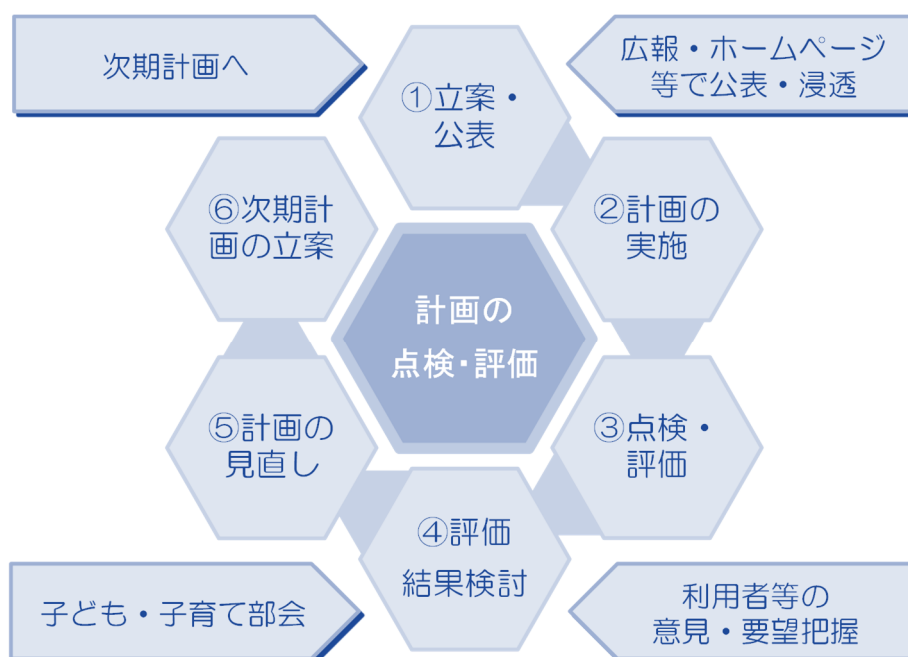 次期計画へ
①立案・
公表
広報・ホームページ
等で公表・浸透
⑥次期計
画の立案
②計画の
実施
計画の
点検・評価
⑤計画の
見直し
③点検・
評価
④評価
結果検討
子ども・子育て部会
利用者等の
意見・要望把握